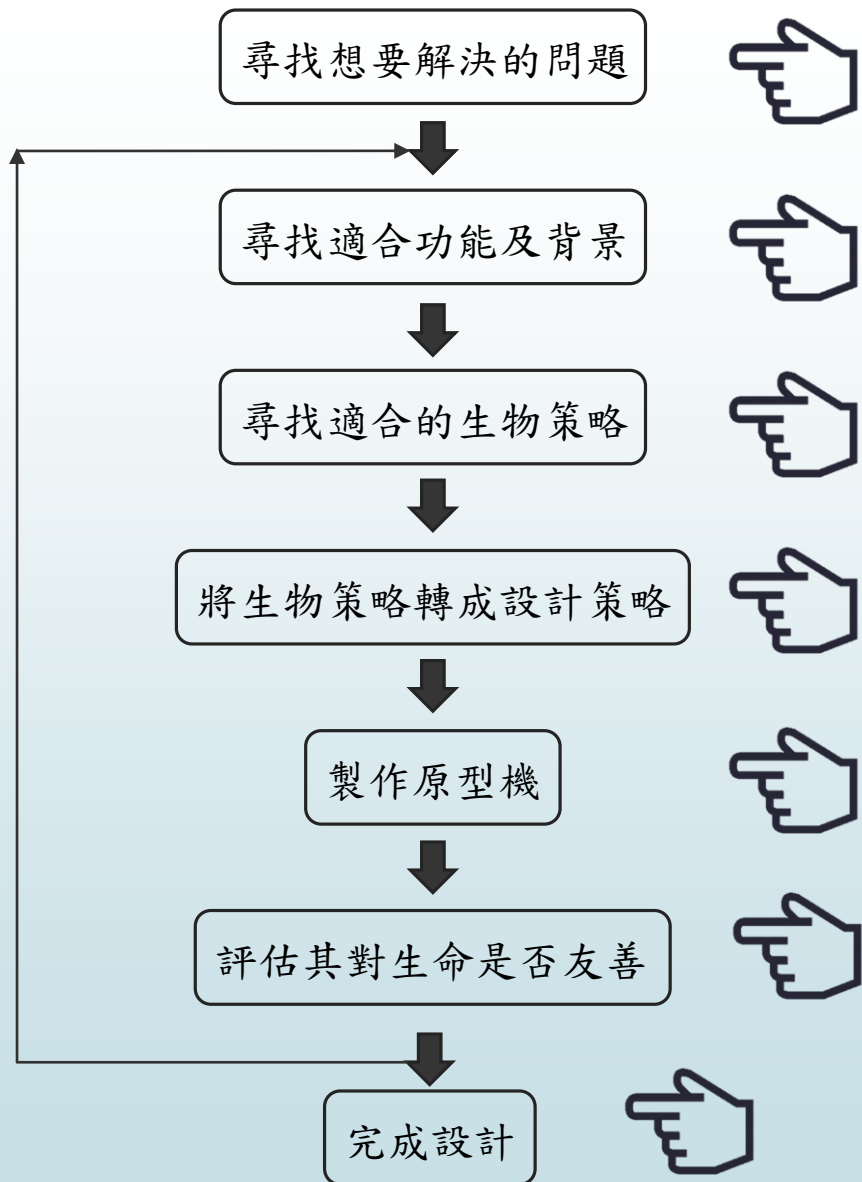 尋找想要解決的問題
尋找適合功能及背景
尋找適合的生物策略
將生物策略轉成設計策略
製作原型機
評估其對生命是否友善
完成設計